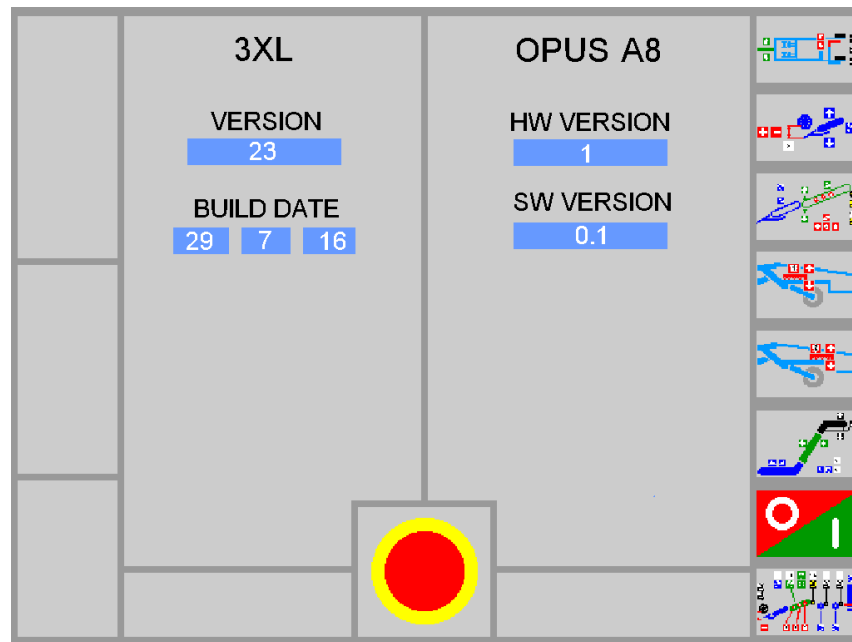 3XL
VERSION
23
BUILD DATE
29 7 16
OPUS A8
HW VERSION
1
SW VERSION
0.1